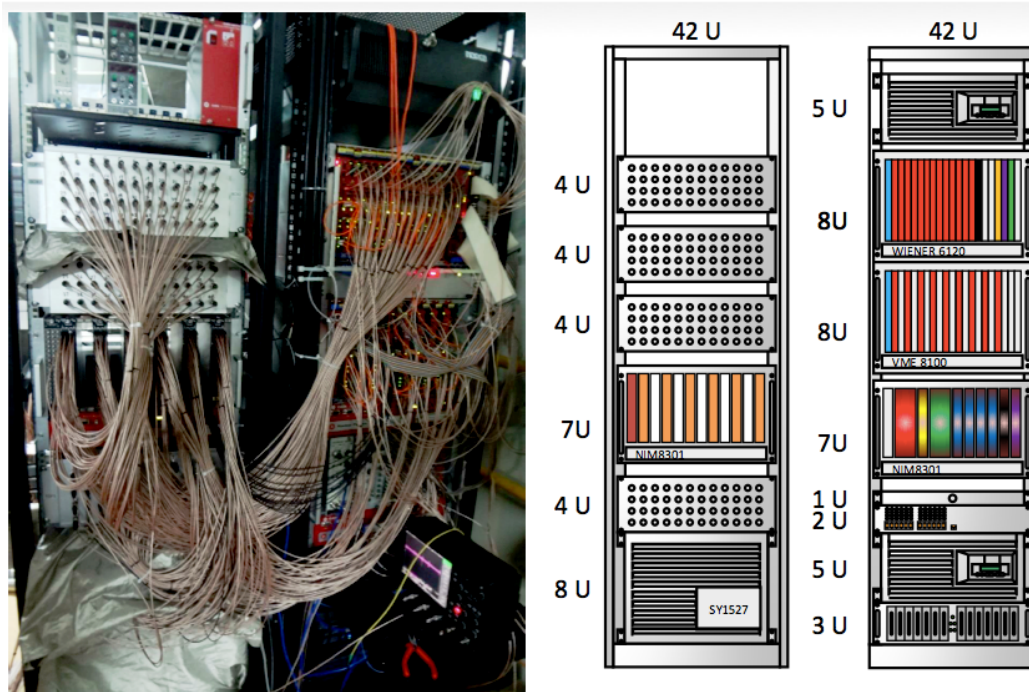 42 U
4 U
4 U
4 U
7U
NIM8301
4 U
8 U
SY1527
42 U
5 U
8U
WIENER 6120
8U
VME 8100
7U
NIM8301
1 U
2 U
5 U
3 U